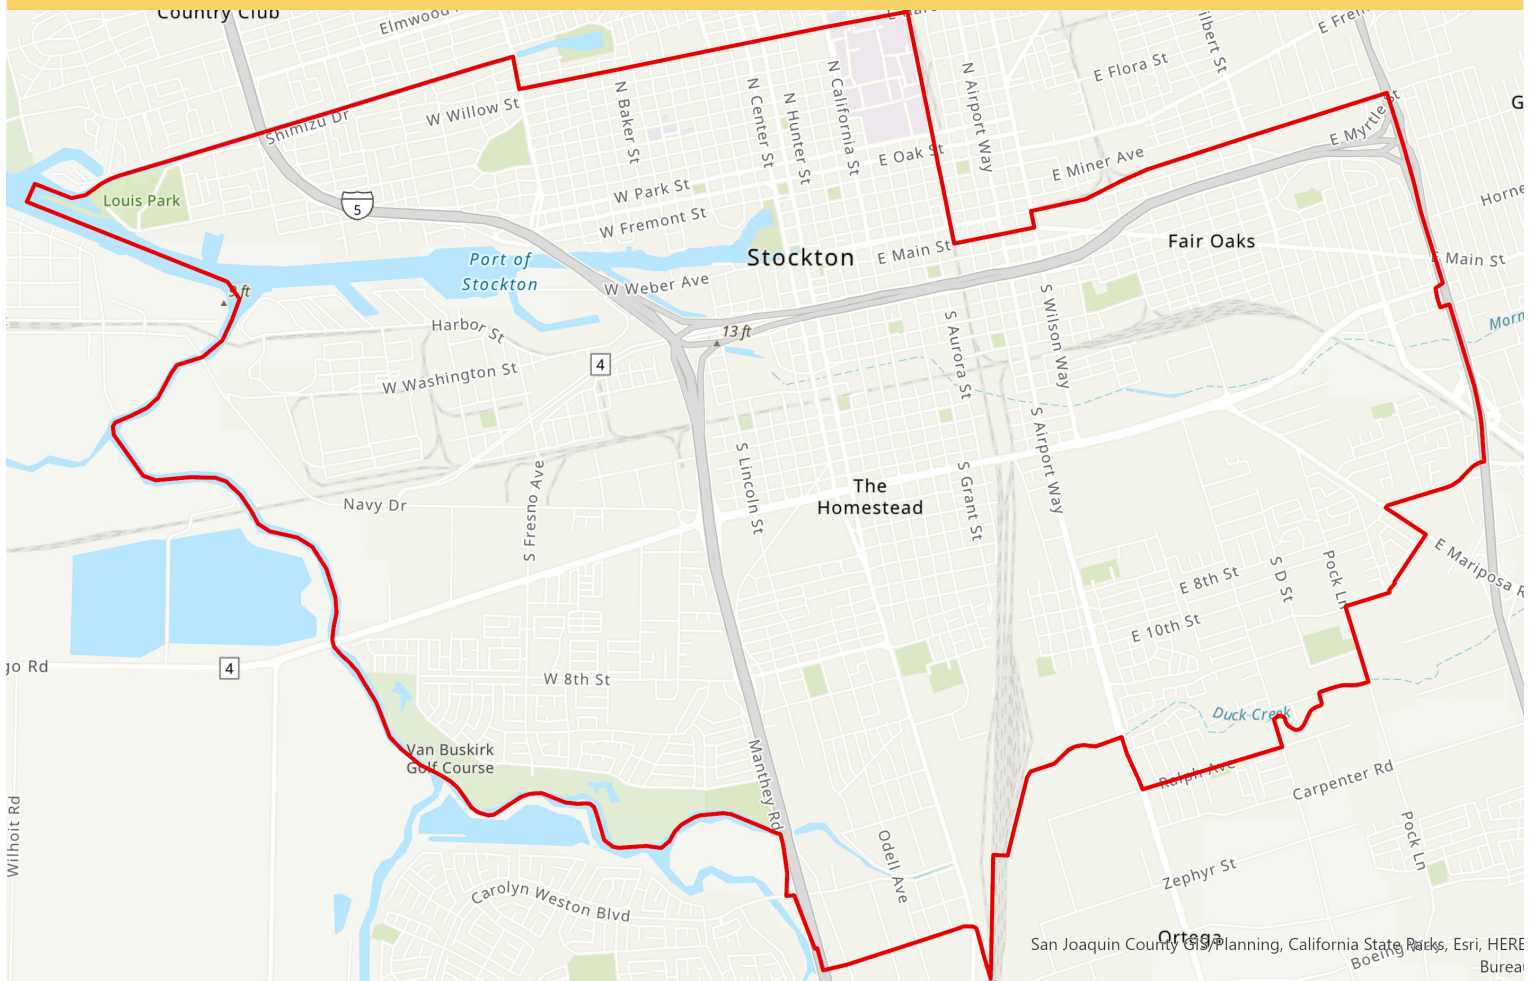 Country Club
Elmwood
E Flora St
N Airport Way
N California St
N Hunter St
N Center St
N Baker St
W Willow St
Shimizu Dr
E Myrtle St
E Oak St
E Miner Ave
W Park St
Louis Park
5
W Fremont St
Fair Oaks
E Main St
E Main St
Stockton
Port of
Stockton
W Weber Ave
Harbor St
13 ft
S Wilson Way
S Aurora St
4
W Washington St
S Lincoln St
S Airport Way
S Grant St
The
Homestead
S Fresno Ave
Navy Dr
E Mariposa R
E 8th St
S D St
Pock Ln
E 10th St
go Rd
4
W 8th St
Duck Creek
Van Buskirk
Golf Course
Manthey Rd
Ralph Ave
Carpenter Rd
Wilhoit Rd
Odell Ave
Pock Ln
Zephyr St
Carolyn Weston Blvd
Ortega
San Joaquin County GIS/Planning, California State Parks, Esri, HERE
Bureau